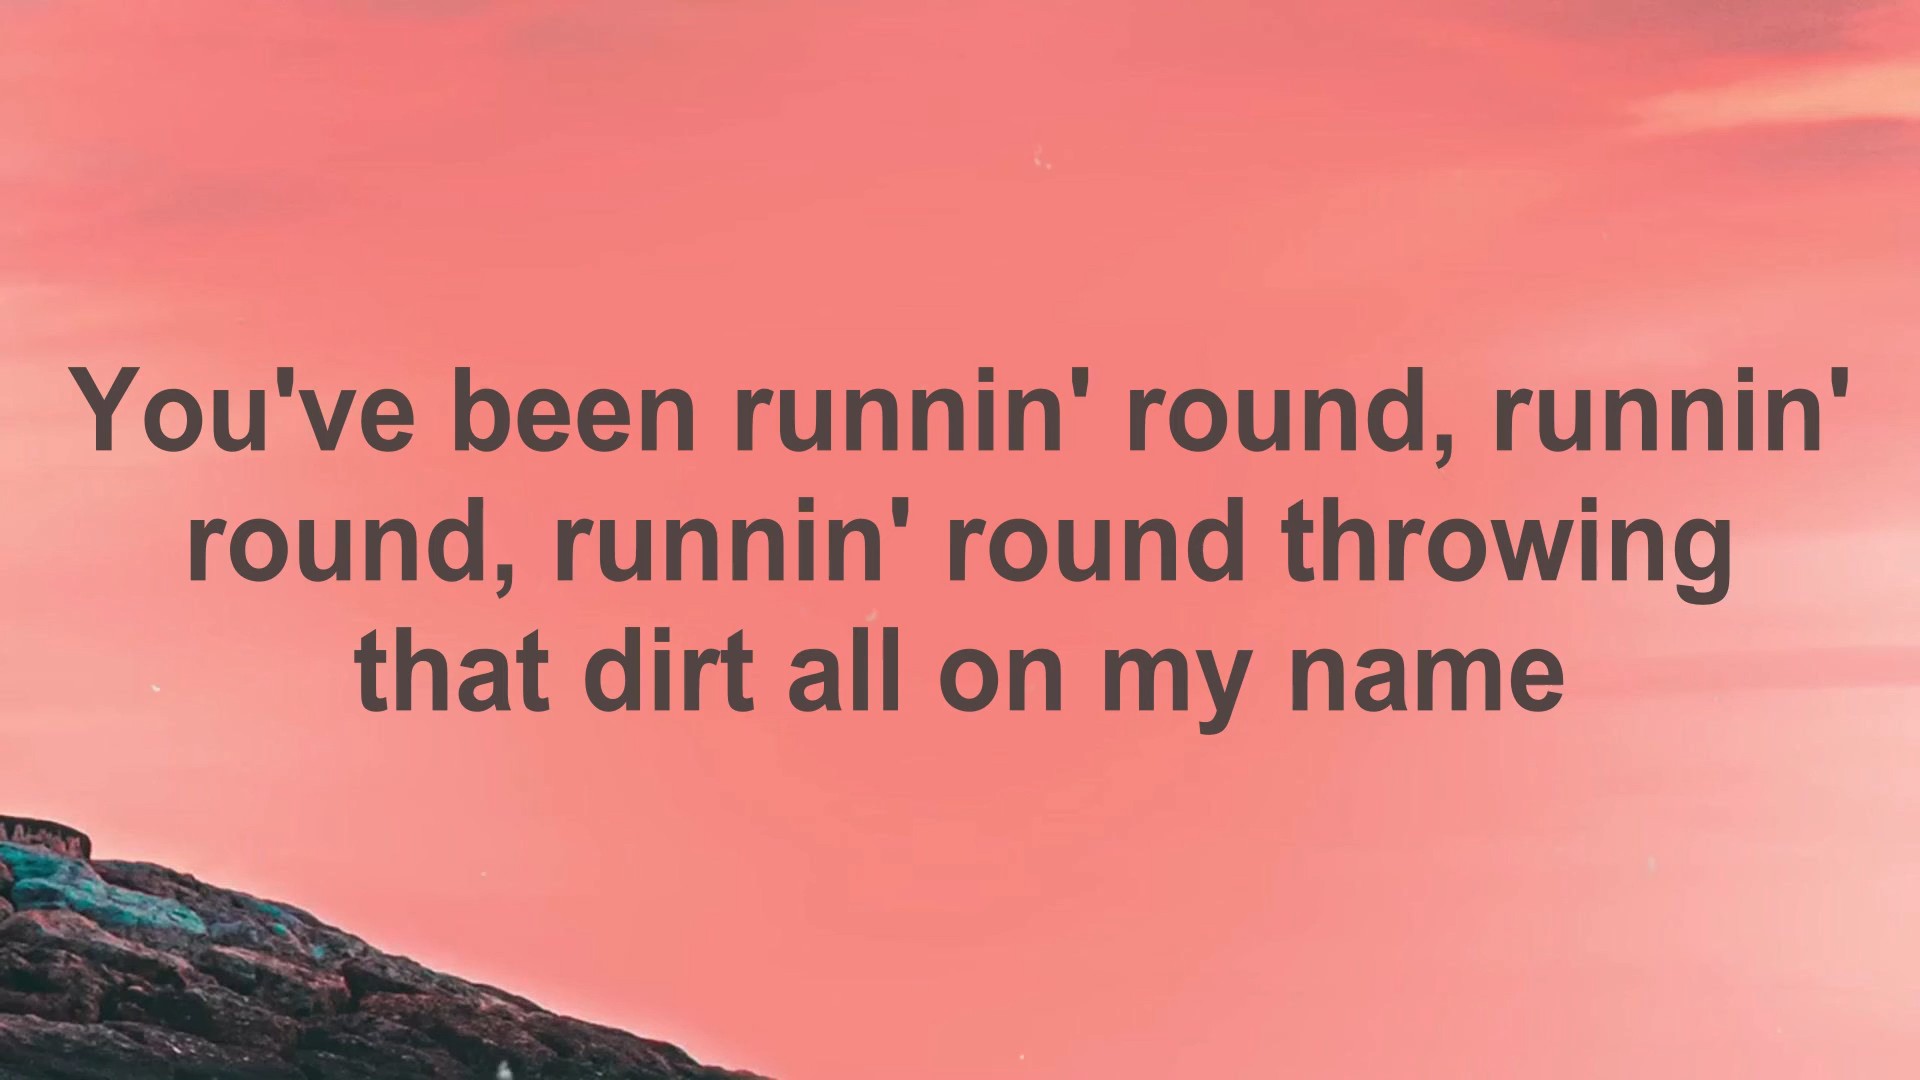 You've been runnin' round, runnin'
round, runnin' round throwing
that dirt all on my name